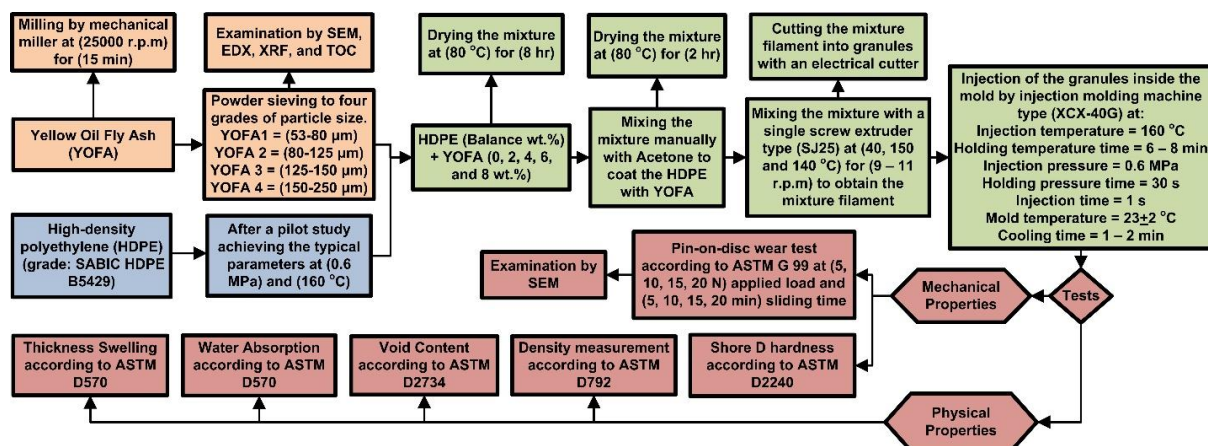 Milling by mechanical
miller at (25000 r.p.m)
for (15 min)
Examination by SEM,
EDX, XRF, and TOC
Drying the mixture
at (80 °C) for (8 hr)
Drying the mixture
at (80 °C) for (2 hr)
Cutting the mixture
filament into granules
with an electrical cutter
Yellow Oil Fly Ash
(YOFA)
Powder sieving to four
grades of particle size.
YOFA1 = (53-80 μm)
YOFA 2 = (80-125 μm)
YOFA 3 = (125-150 μm)
YOFA 4 = (150-250 μm)
HDPE (Balance wt.%)
+ YOFA (0, 2, 4, 6,
and 8 wt.%)
Mixing the
mixture manually
with Acetone to
coat the HDPE
with YOFA
Mixing the mixture with a
single screw extruder
type (SJ25) at (40, 150
and 140 °C) for (9 – 11
r.p.m) to obtain the
mixture filament
Injection of the granules inside the
mold by injection molding machine
type (XCX-40G) at:
Injection temperature = 160 °C
Holding temperature time = 6 – 8 min
Injection pressure = 0.6 MPa
Holding pressure time = 30 s
Injection time = 1 s
Mold temperature = 23±2 °C
Cooling time = 1 – 2 min
High-density
polyethylene (HDPE)
(grade: SABIC HDPE
B5429)
After a pilot study
achieving the typical
parameters at (0.6
MPa) and (160 °C)
Examination by
SEM
Pin-on-disc wear test
according to ASTM G 99 at (5,
10, 15, 20 N) applied load and
(5, 10, 15, 20 min) sliding time
Mechanical
Properties
Tests
Thickness Swelling
according to ASTM
D570
Water Absorption
according to ASTM
D570
Void Content
according to ASTM
D2734
Density measurement
according to ASTM
D792
Shore D hardness
according to ASTM
D2240
Physical
Properties